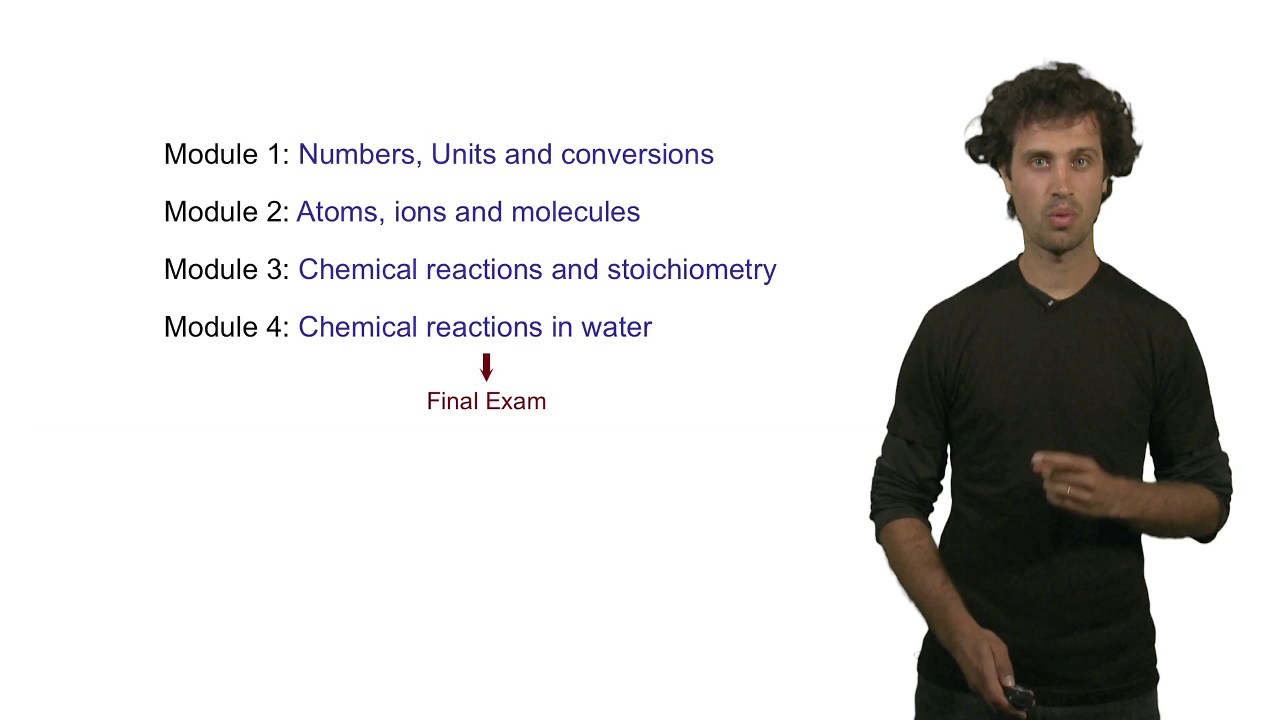 Module 1: Numbers, Units and conversions
Module 2: Atoms, ions and molecules
Module 3: Chemical reactions and stoichiometry
Module 4: Chemical reactions in water
Final Exam